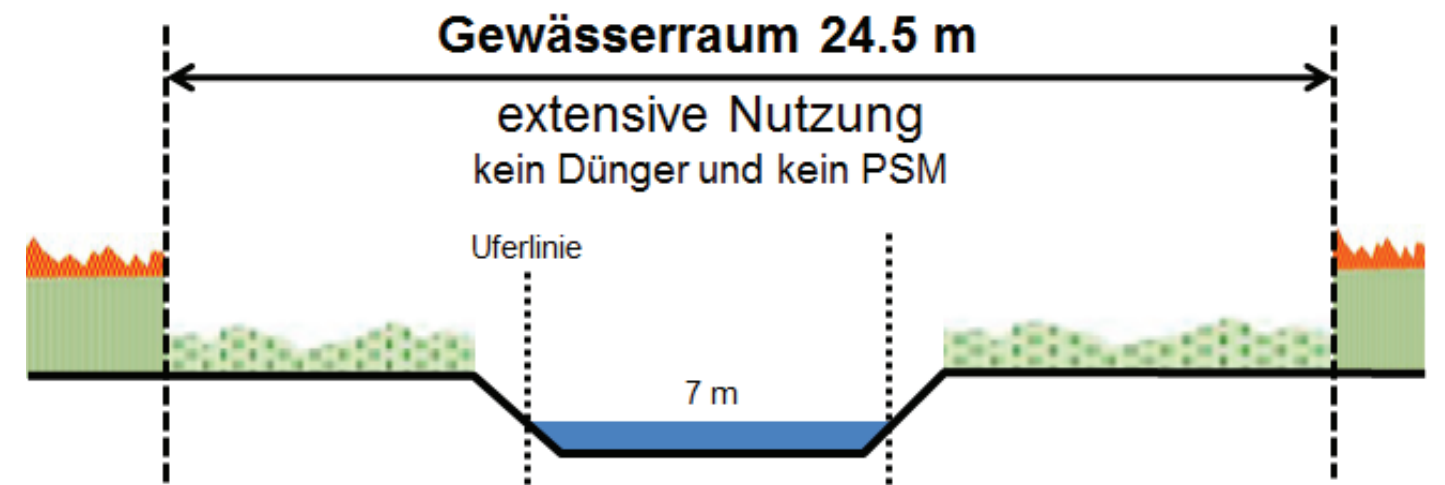 Gewässerraum 24.5 m
extensive Nutzung
kein Dünger und kein PSM
Uferlinie
7 m